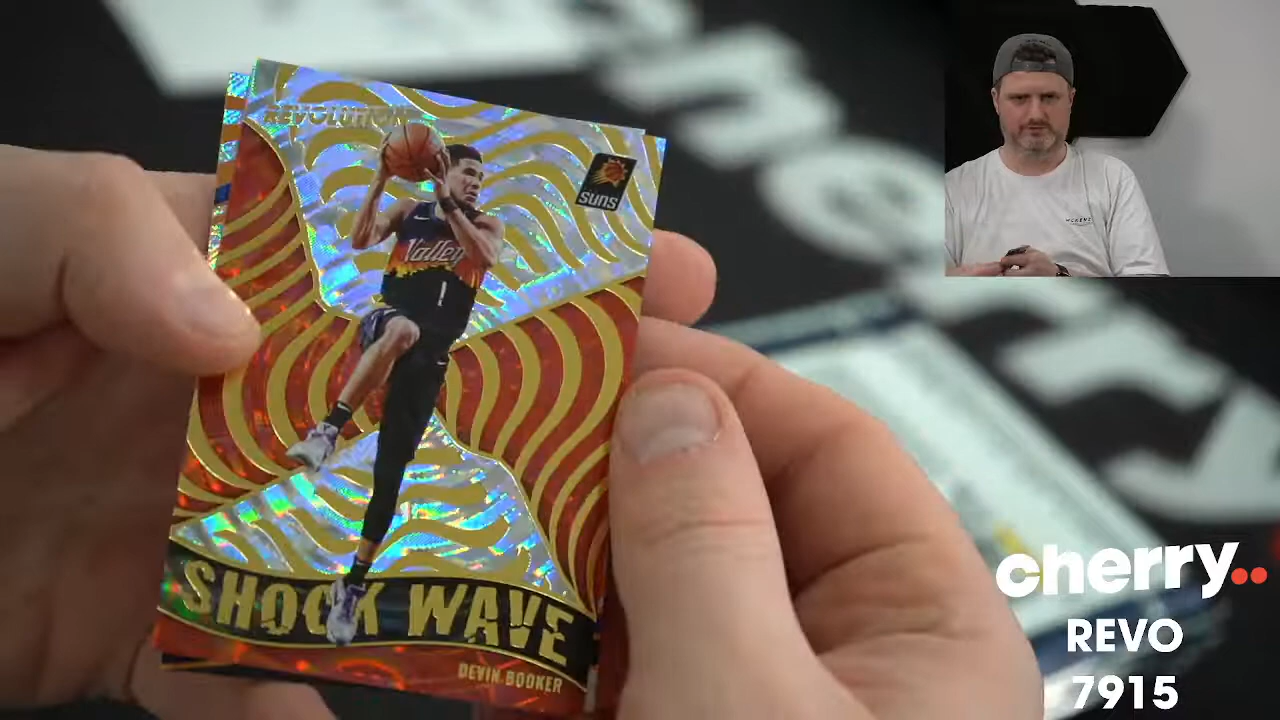 REVOLUTION
SUNS
Valley
1
SHOCK WAVE
DEVIN BOOKER
cherry..
REVO
7915